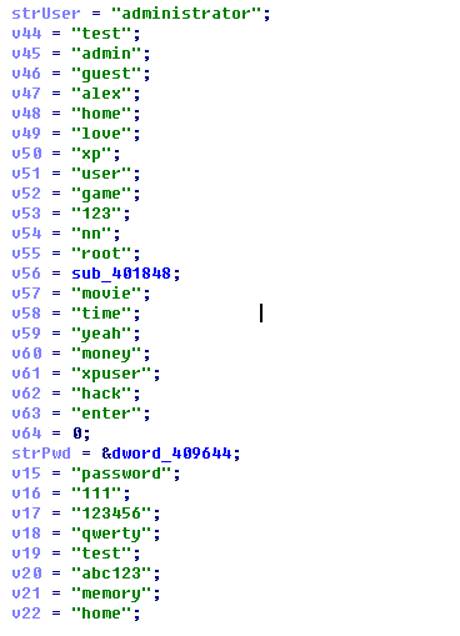 strUser = "administrator";
v44 = "test";
v45 = "admin";
v46 = "guest";
v47 = "alex";
v48 = "home";
v49 = "love";
v50 = "xp";
v51 = "user";
v52 = "game";
v53 = "123";
v54 = "nn";
v55 = "root";
v56 = sub_401848;
v57 = "movie";
v58 = "time";
v59 = "yeah";
v60 = "money";
v61 = "xpuser";
v62 = "hack";
v63 = "enter";
v64 = 0;
strPwd = &dword_409644;
v15 = "password";
v16 = "111";
v17 = "123456";
v18 = "qwerty";
v19 = "test";
v20 = "abc123";
v21 = "memory";
v22 = "home";